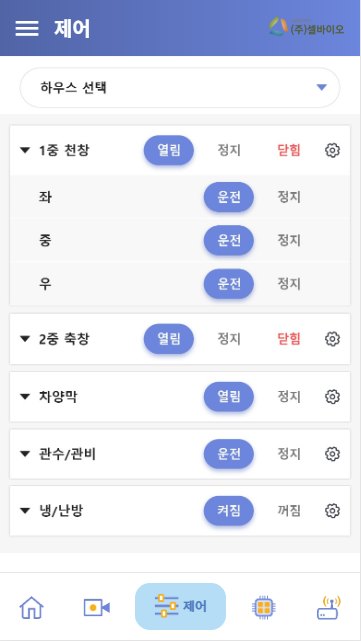 제어
(주)셀바이오
하우스 선택
1중 천창 열림 정지 닫힘
좌 운전 정지
중 운전 정지
우 운전 정지
2중 축창 열림 정지 닫힘
차양막 열림 정지
관수/관비 운전 정지
냉/난방 켜짐 꺼짐
제어